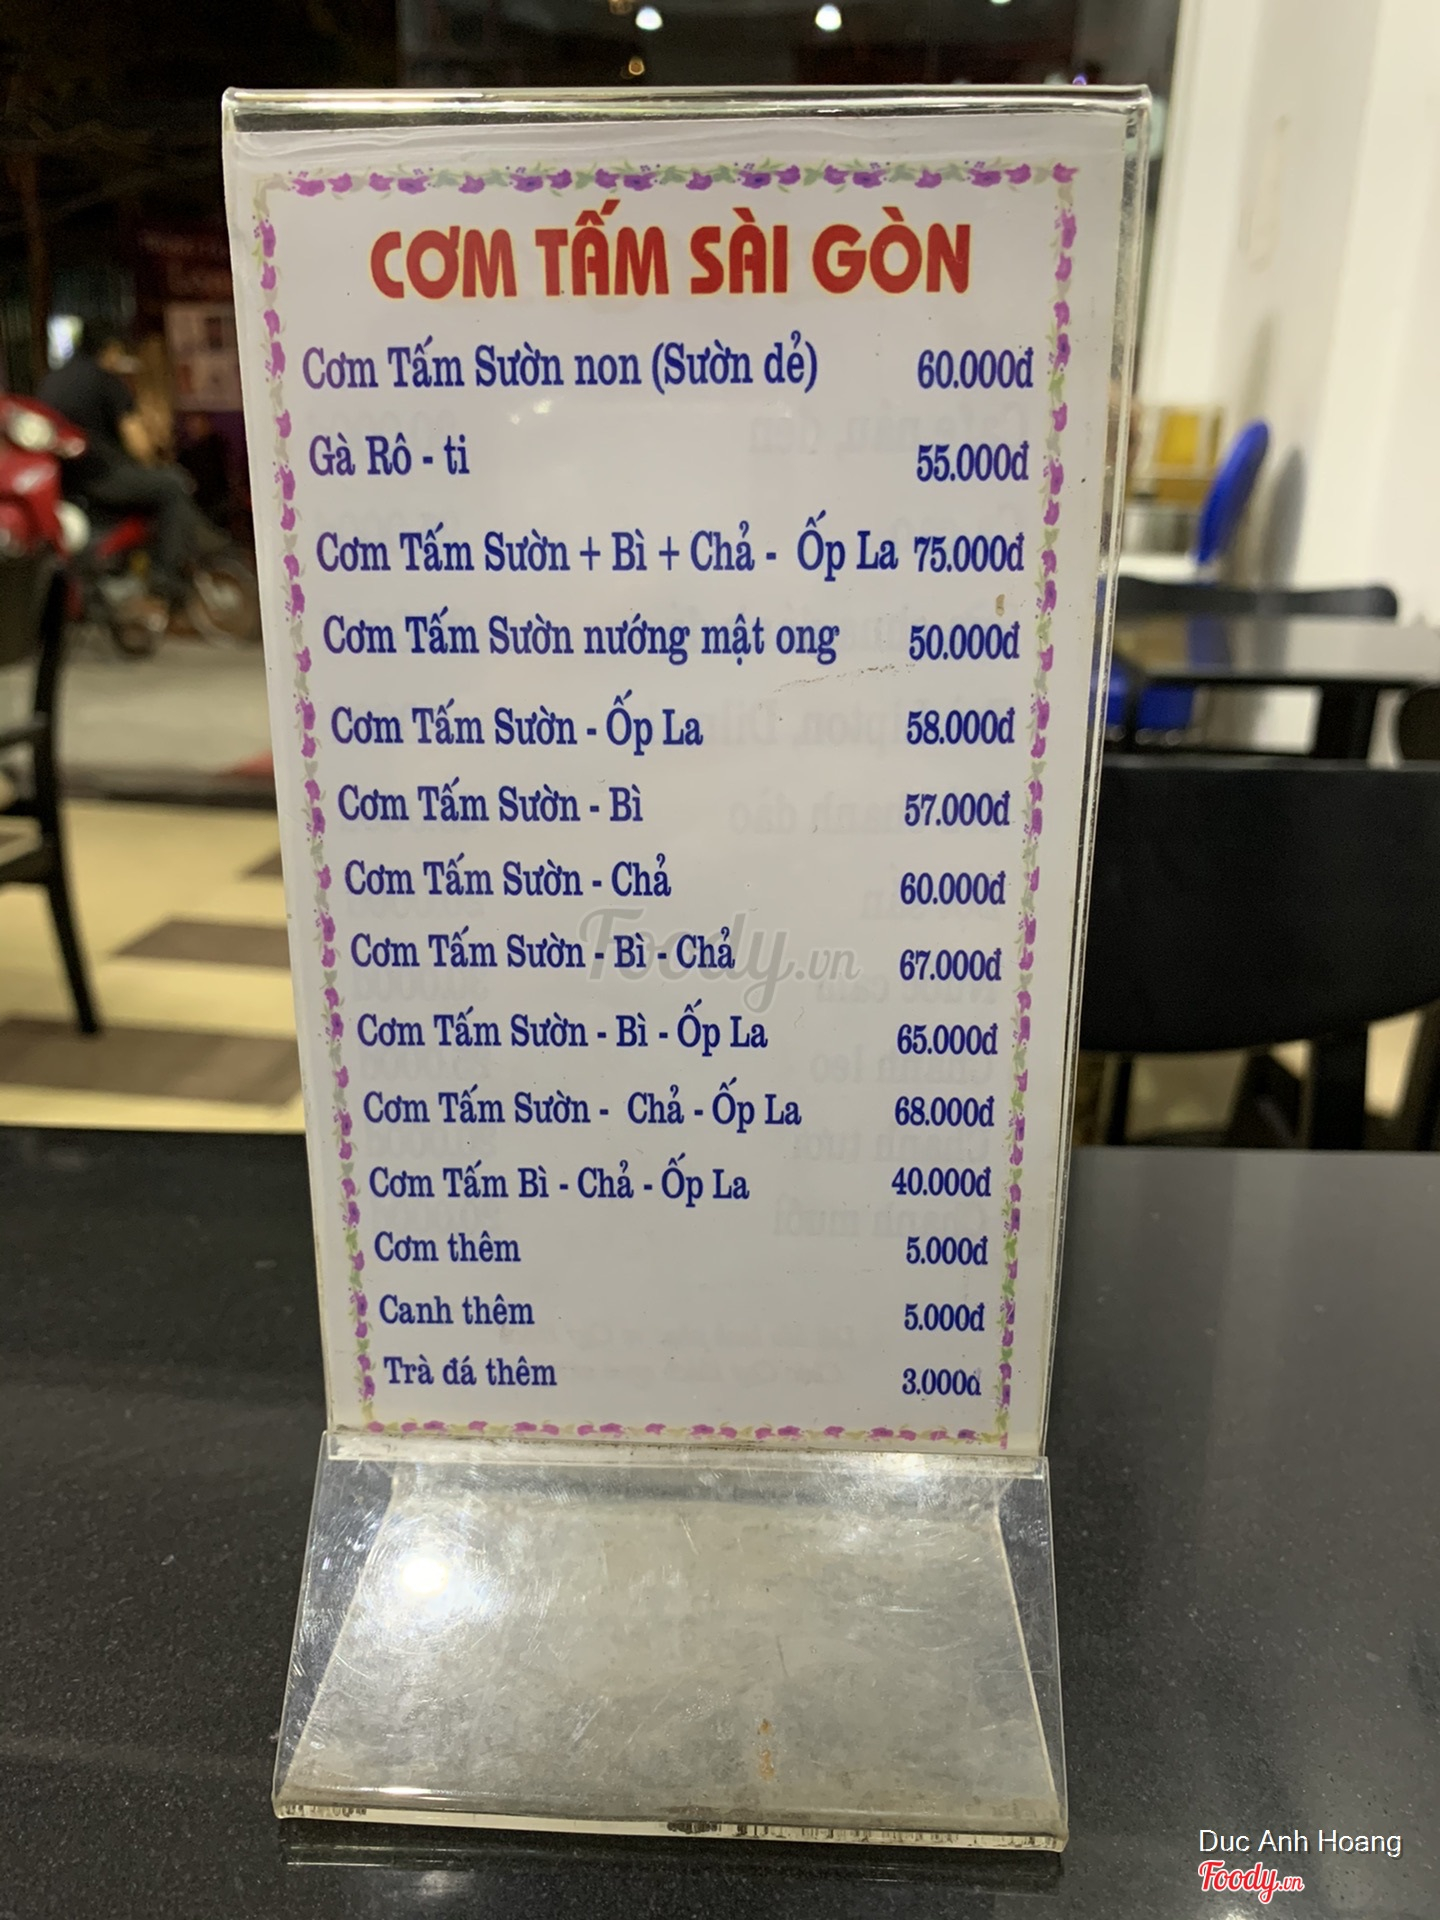 CƠM TẤM SÀI GÒN
Cơm Tấm Sườn non (Sườn dẻ) 60.000đ
Gà Rô - ti 55.000đ
Cơm Tấm Sườn + Bì + Chả - Ốp La 75.000đ
Cơm Tấm Sườn nướng mật ong 50.000đ
Cơm Tấm Sườn - Ốp La 58.000đ
Cơm Tấm Sườn - Bì 57.000đ
Cơm Tấm Sườn - Chả 60.000đ
Cơm Tấm Sườn - Bì - Chả 67.000đ
Cơm Tấm Sườn - Bì - Ốp La 65.000đ
Cơm Tấm Sườn - Chả - Ốp La 68.000đ
Cơm Tấm Bì - Chả - Ốp La 40.000đ
Cơm thêm 5.000đ
Canh thêm 5.000đ
Trà đá thêm 3.000đ
Foody.vn
Duc Anh Hoang
Foody.vn